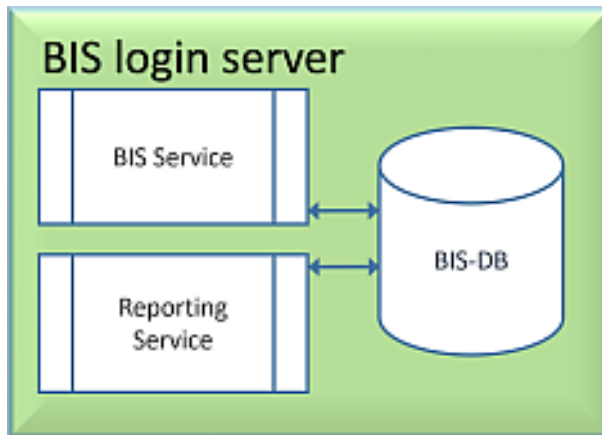 BIS login server
BIS Service
BIS-DB
Reporting
Service